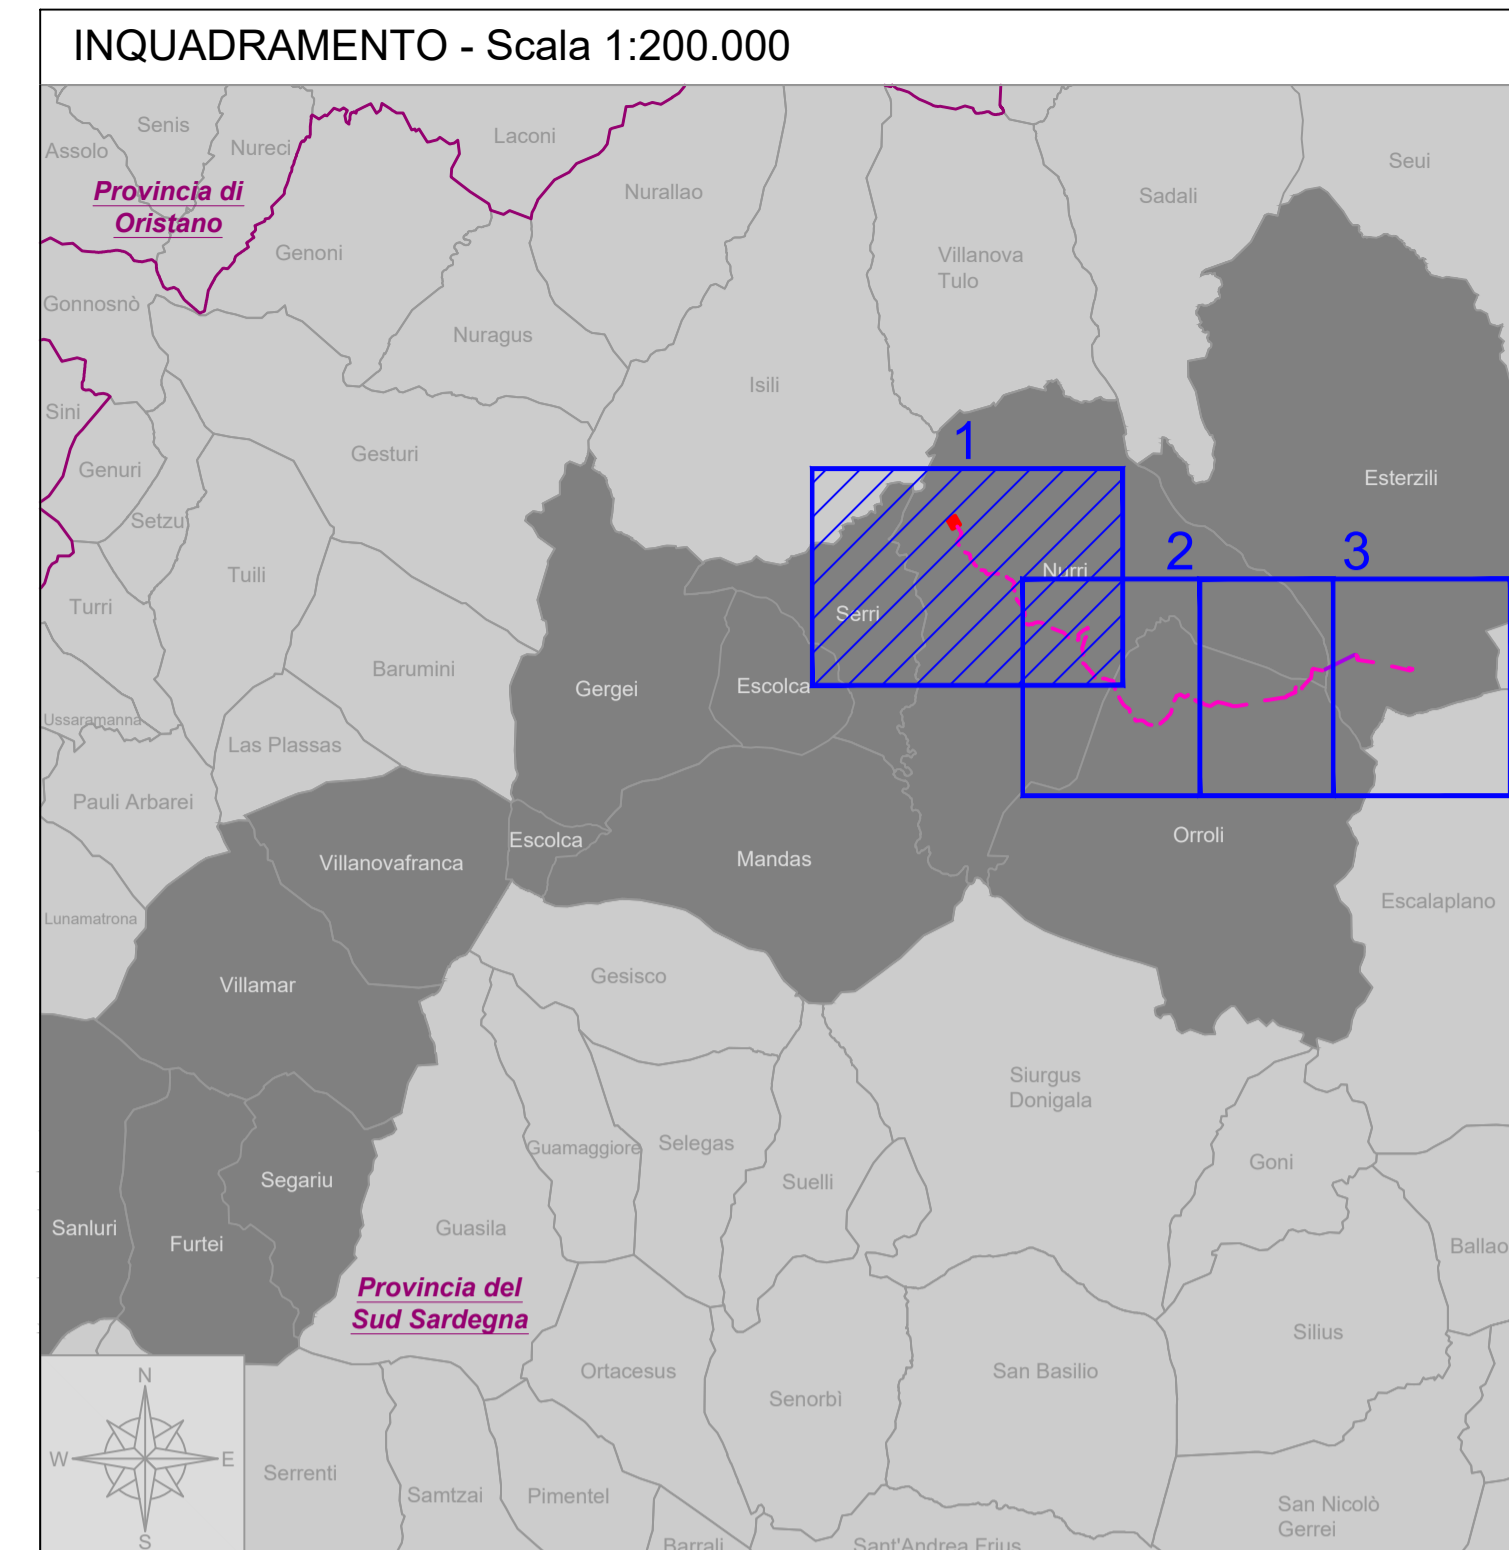 INQUADRAMENTO - Scala 1:200.000
Senis
Assolo
Nureci
Laconi
Seui
Provincia di
Oristano
Nurallao
Sadali
Genoni
Villanova
Tulo
Gonnosnò
Nuragus
Isili
Sini
1
Gesturi
Genuri
Esterzili
Setzu
2
3
Nurri
Tuili
Turri
Serri
Barumini
Gergei
Escolca
Ussaramanna
Las Plassas
Pauli Arbarei
Escolca
Orroli
Villanovafranca
Mandas
Lunamatrona
Escalaplano
Villamar
Gesisco
Siurgus
Donigala
Guamaggiore
Selegas
Goni
Segariu
Suelli
Sanluri
Furtei
Guasila
Ballao
Provincia del
Sud Sardegna
Silius
Ortacesus
San Basilio
Senorbì
N
W
E
S
Serrenti
Samtzai
Pimentel
San Nicolò
Gerrei
Barrali
Sant'Andrea Frius